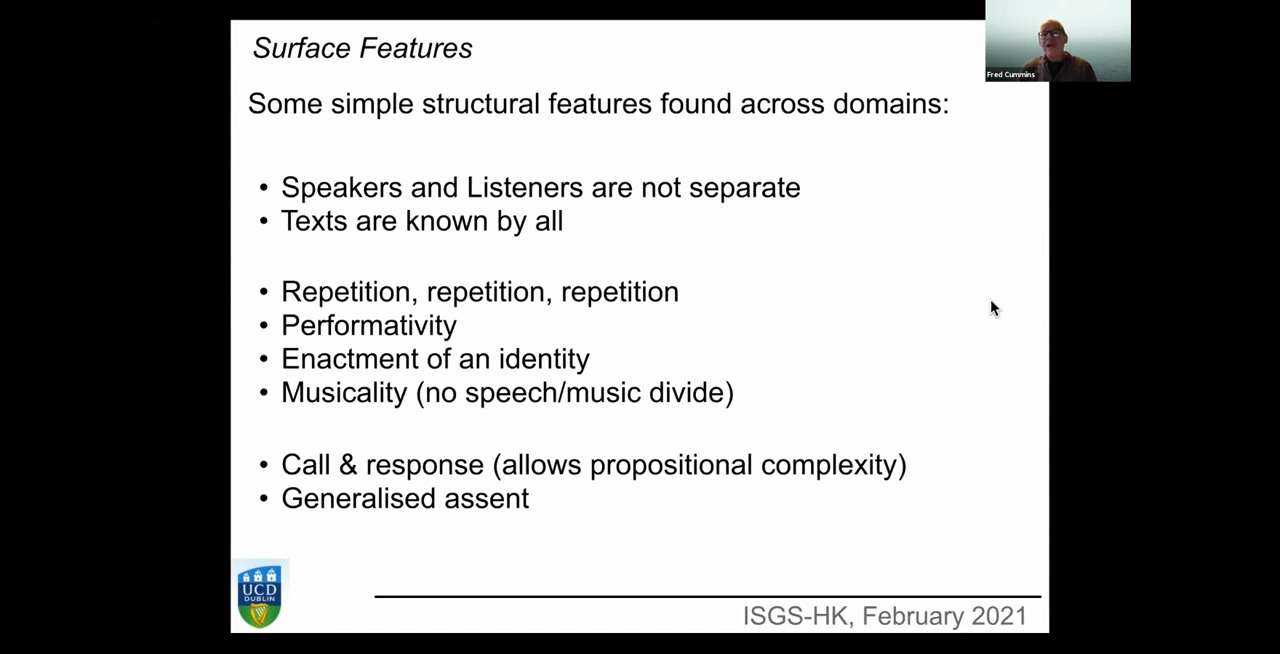 Surface Features
Fred Cummins
Some simple structural features found across domains:
• Speakers and Listeners are not separate
• Texts are known by all
• Repetition, repetition, repetition
• Performativity
• Enactment of an identity
• Musicality (no speech/music divide)
• Call & response (allows propositional complexity)
• Generalised assent
UCD
DUBLIN
ISGS-HK, February 2021